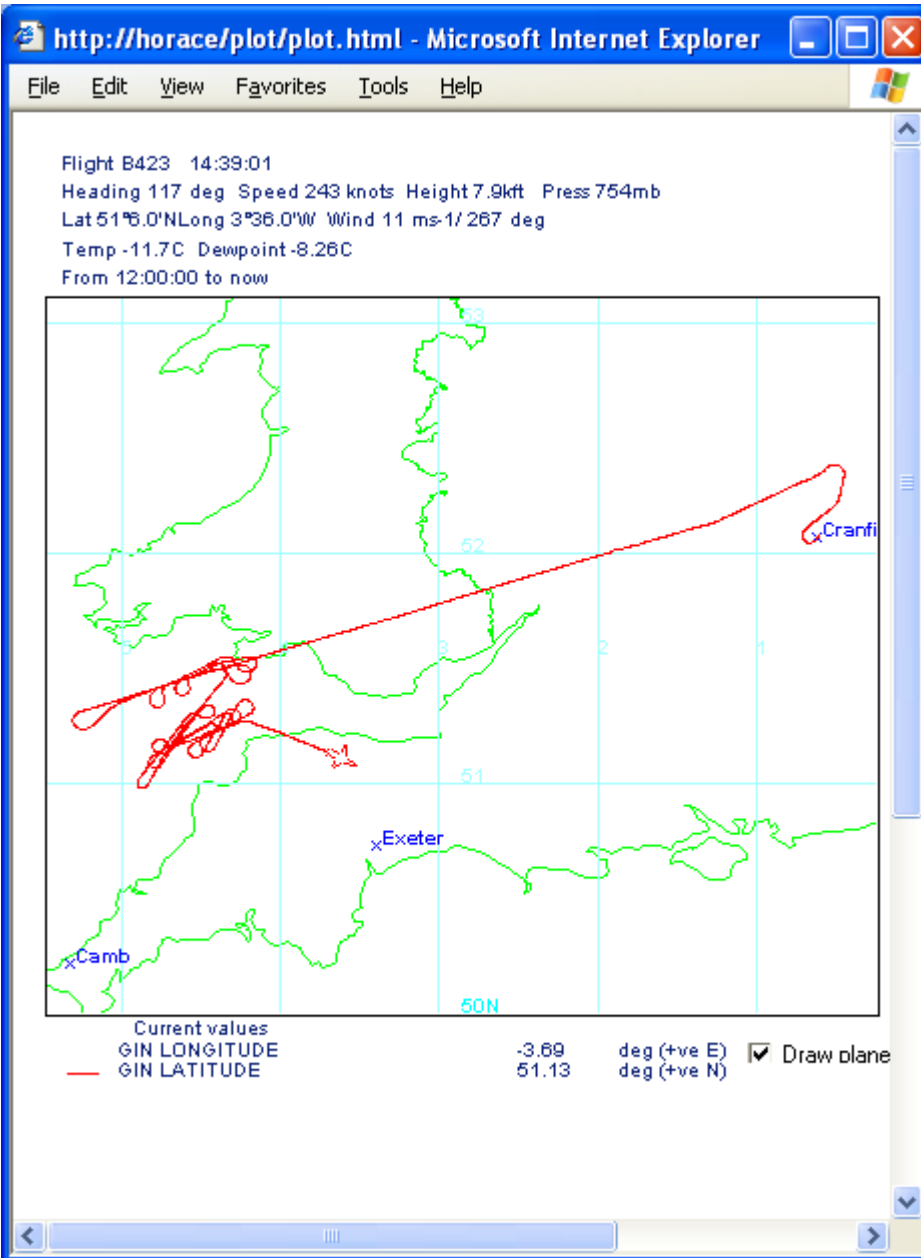 http://horace/plot/plot.html - Microsoft Internet Explorer
File Edit View Favorites Tools Help
Flight B423 14:39:01
Heading 117 deg Speed 243 knots Height 7.9kft Press 754mb
Lat 51°6.0'NLong 3°36.0'W Wind 11 ms-1/ 267 deg
Temp -11.7C Dewpoint -8.26C
From 12:00:00 to now
53
Cranfi
52
5 3 2 1
51
Exeter
Camb
50N
Current values
GIN LONGITUDE -3.69 deg (+ve E) Draw plane
GIN LATITUDE 51.13 deg (+ve N)